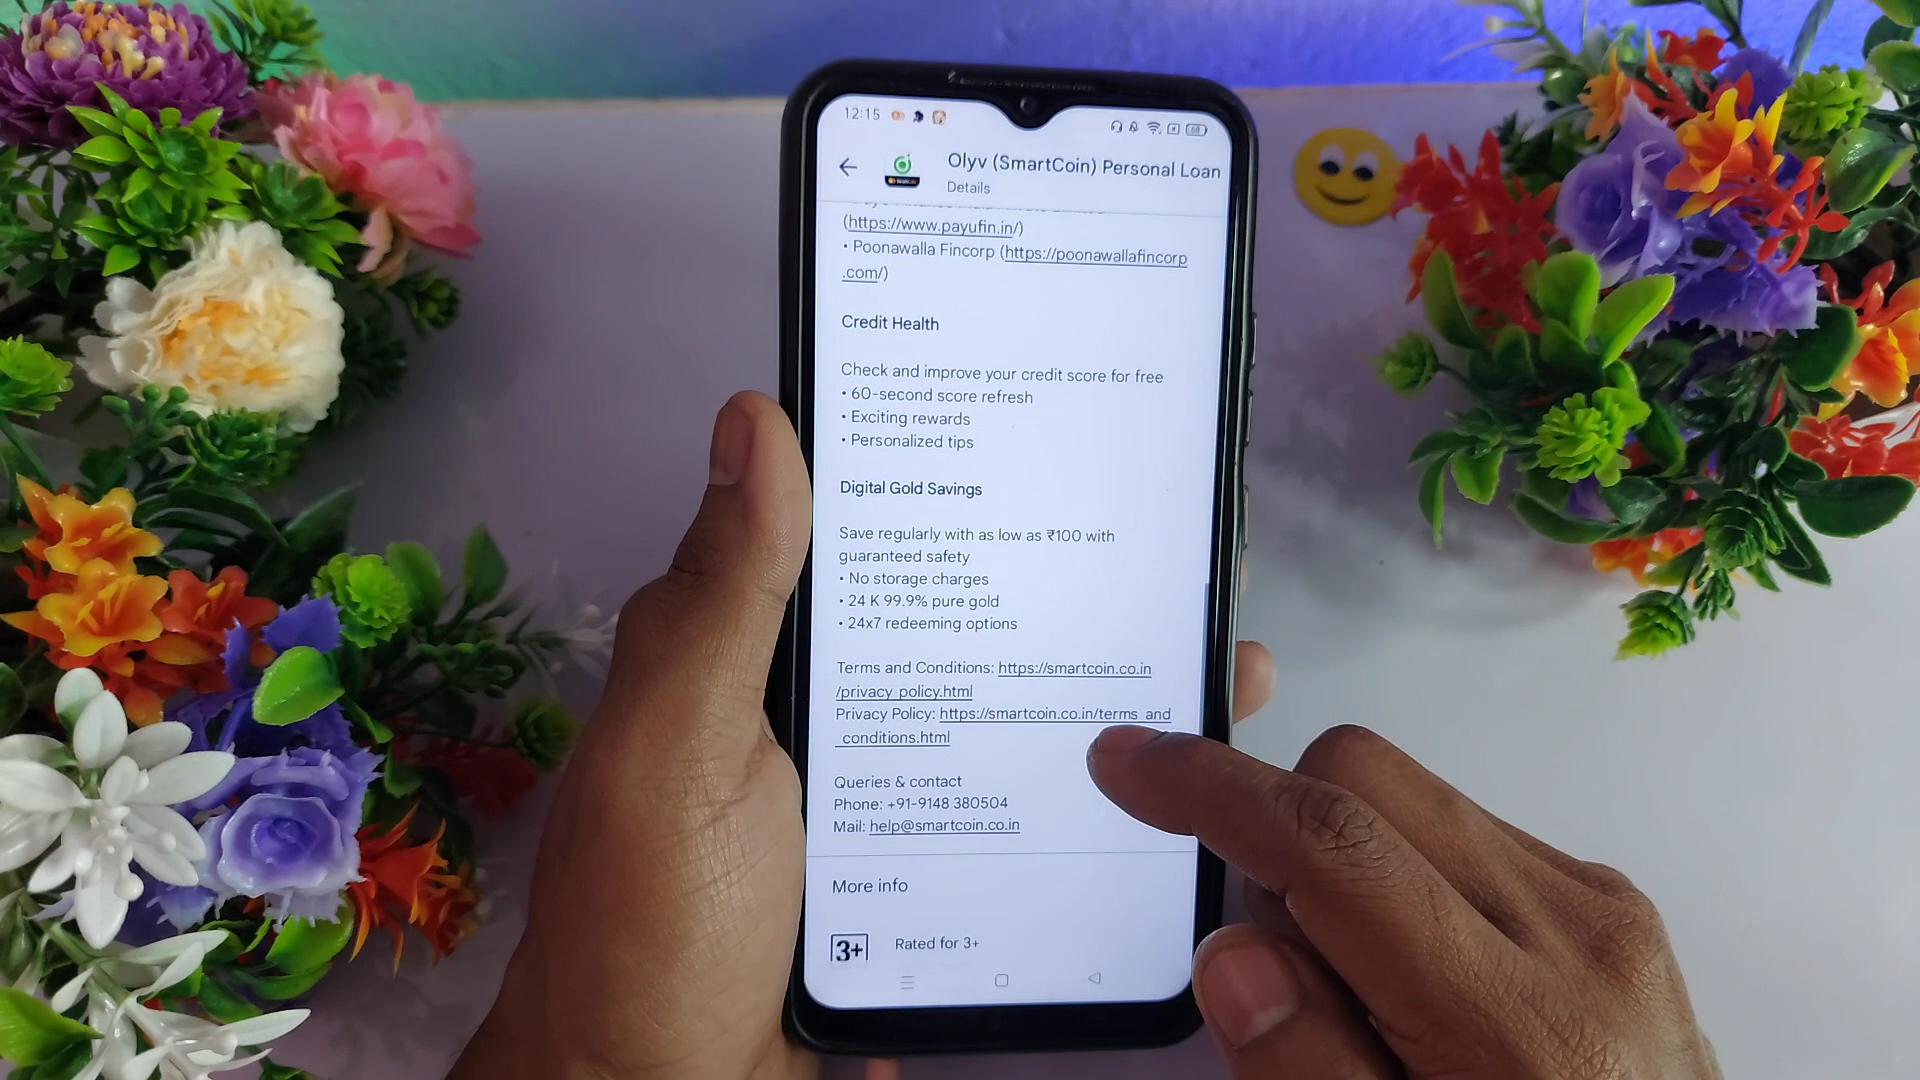 12:15
68
Olyv (SmartCoin) Personal Loan
Details
(https://www.payufin.in/)
• Poonawalla Fincorp (https://poonawallafincorp
.com/)
Credit Health
Check and improve your credit score for free
• 60-second score refresh
• Exciting rewards
• Personalized tips
Digital Gold Savings
Save regularly with as low as ₹100 with
guaranteed safety
• No storage charges
• 24 K 99.9% pure gold
• 24x7 redeeming options
Terms and Conditions: https://smartcoin.co.in
/privacy_policy.html
Privacy Policy: https://smartcoin.co.in/terms_and
_conditions.html
Queries & contact
Phone: +91-9148 380504
Mail: help@smartcoin.co.in
More info
3+
Rated for 3+